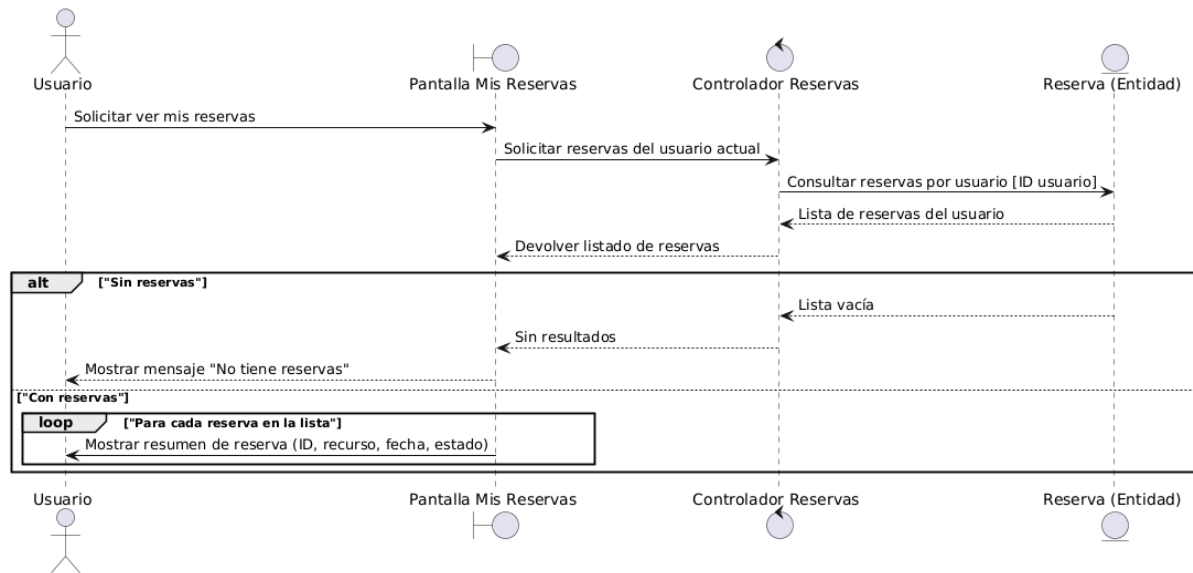 Usuario
Pantalla Mis Reservas
Controlador Reservas
Reserva (Entidad)
Solicitar ver mis reservas
Solicitar reservas del usuario actual
Consultar reservas por usuario [ID usuario]
Lista de reservas del usuario
Devolver listado de reservas
alt
["Sin reservas"]
Lista vacía
Sin resultados
Mostrar mensaje "No tiene reservas"
["Con reservas"]
loop
["Para cada reserva en la lista"]
Mostrar resumen de reserva (ID, recurso, fecha, estado)
Usuario
Pantalla Mis Reservas
Controlador Reservas
Reserva (Entidad)